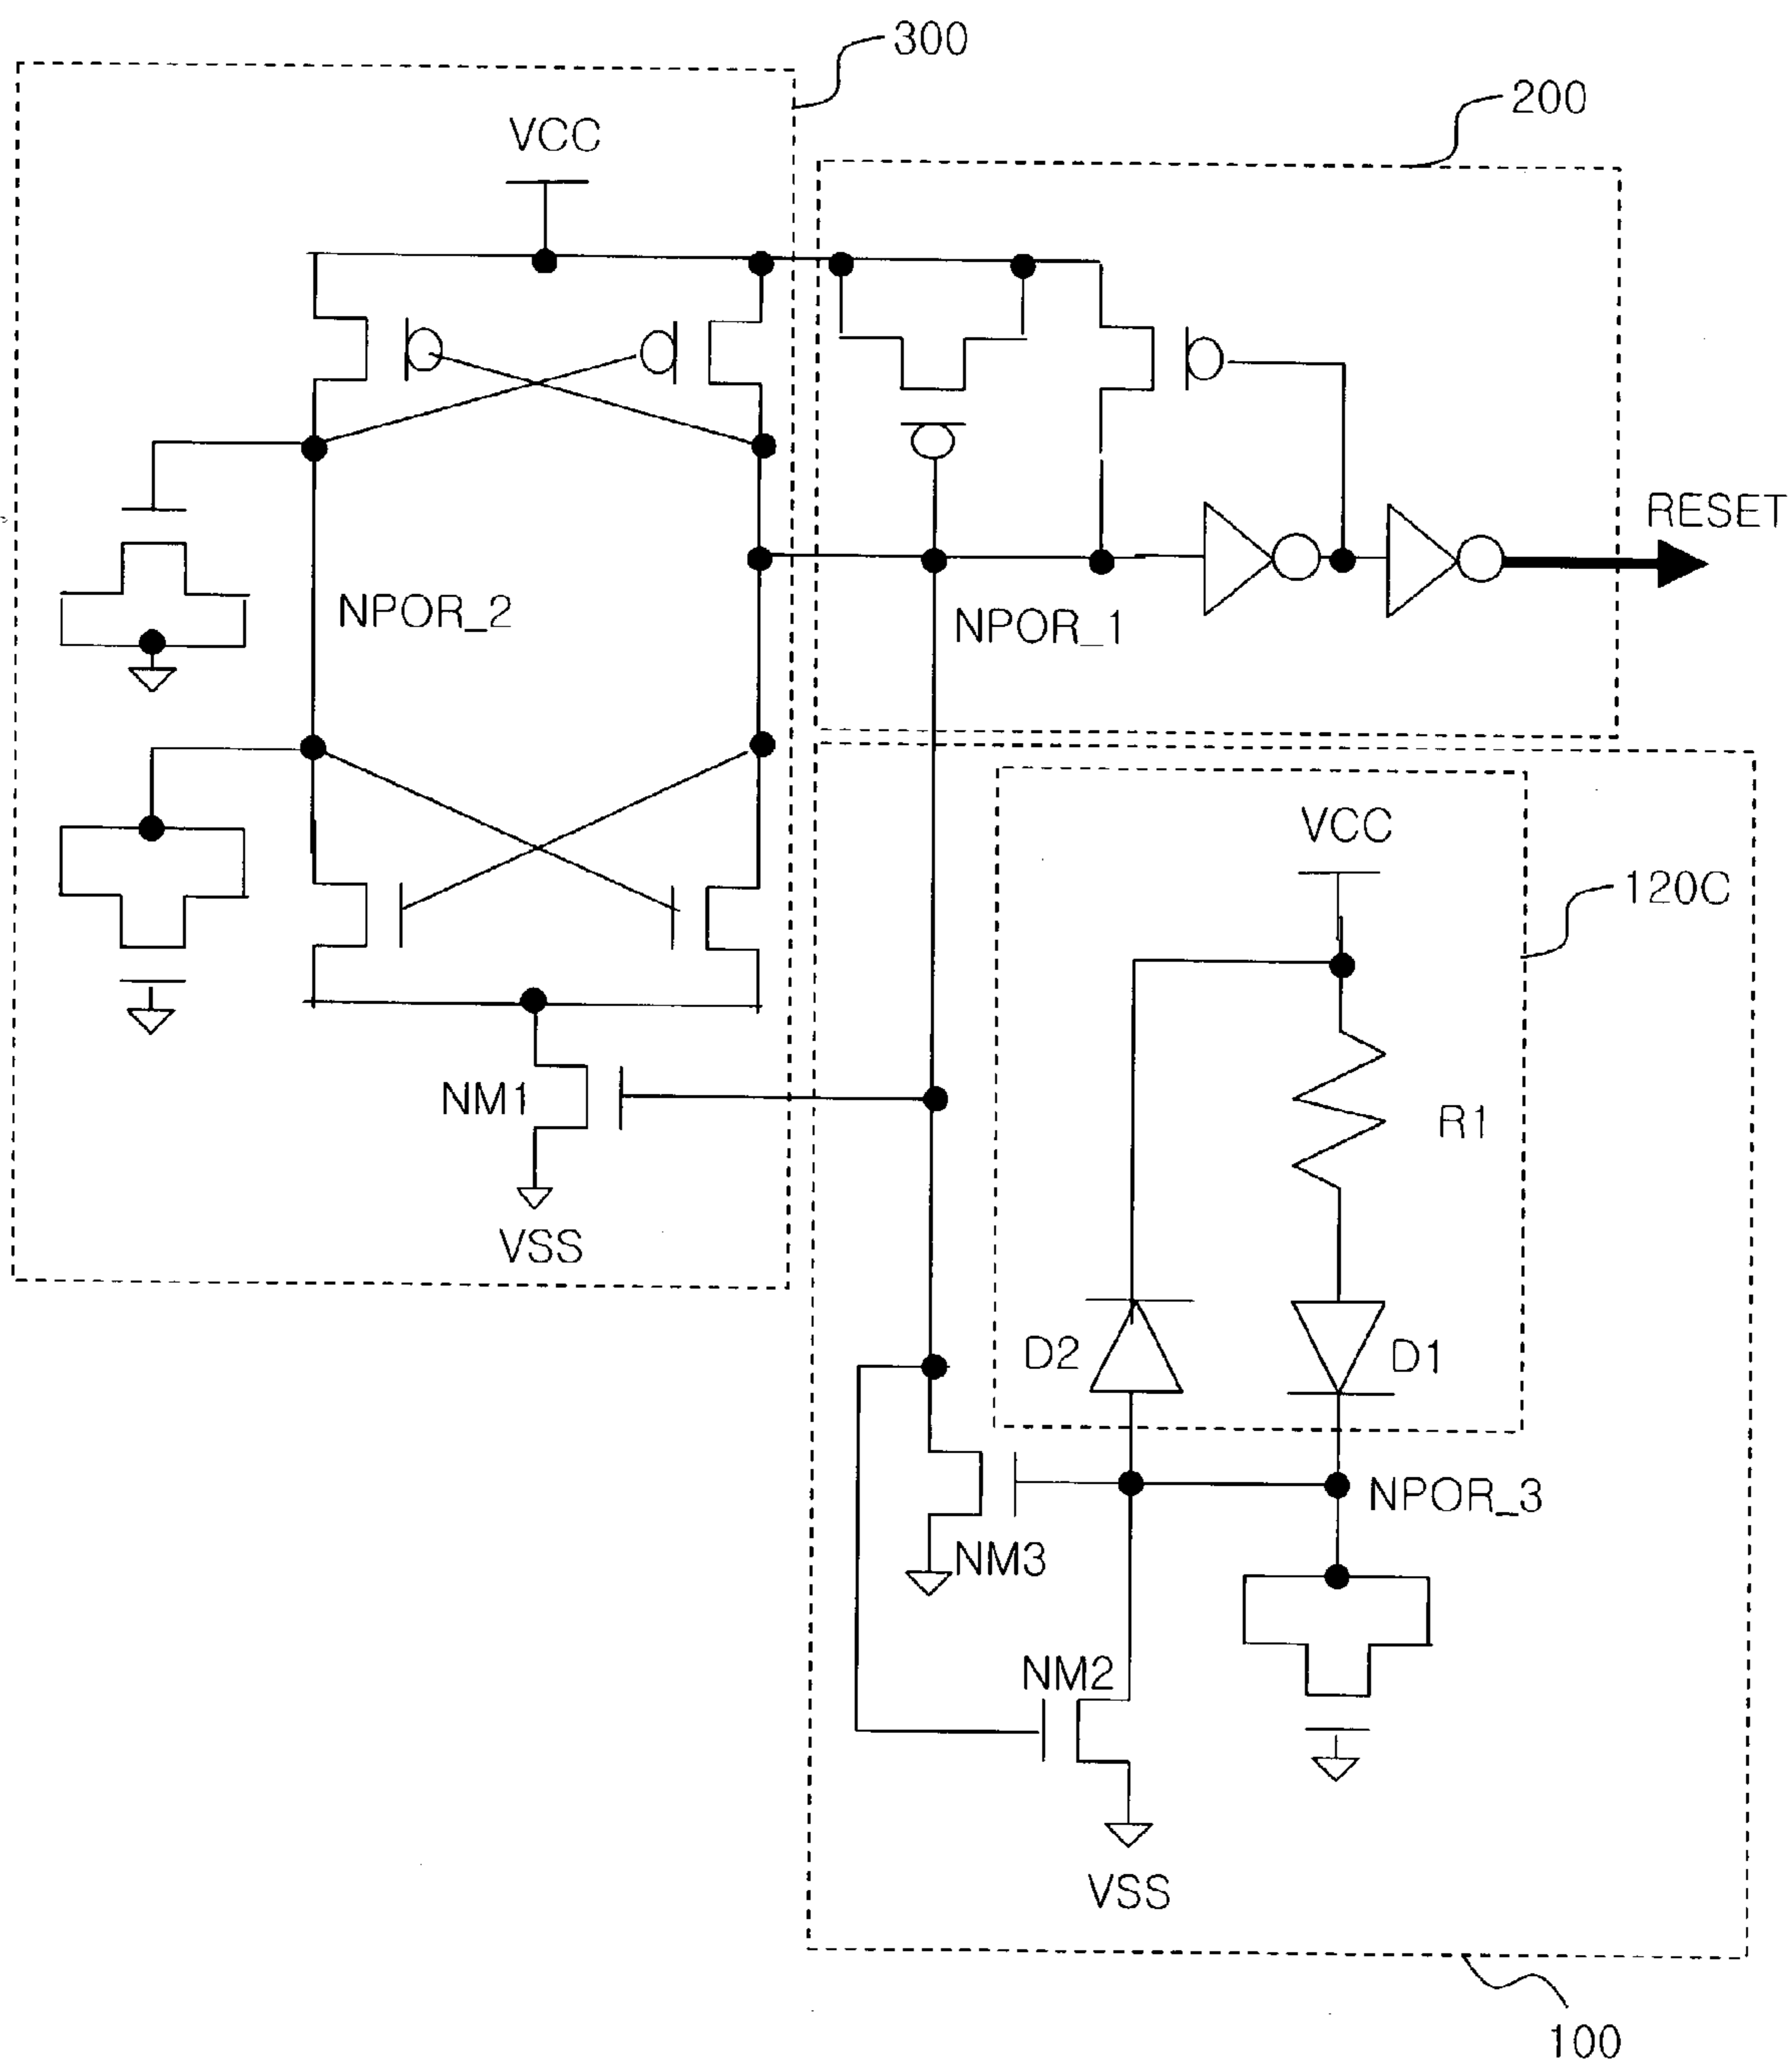 300
200
VCC
RESET
NPOR_2
NPOR_1
VCC
120C
NM1
R1
VSS
D2
D1
NPOR_3
NM3
NM2
VSS
100